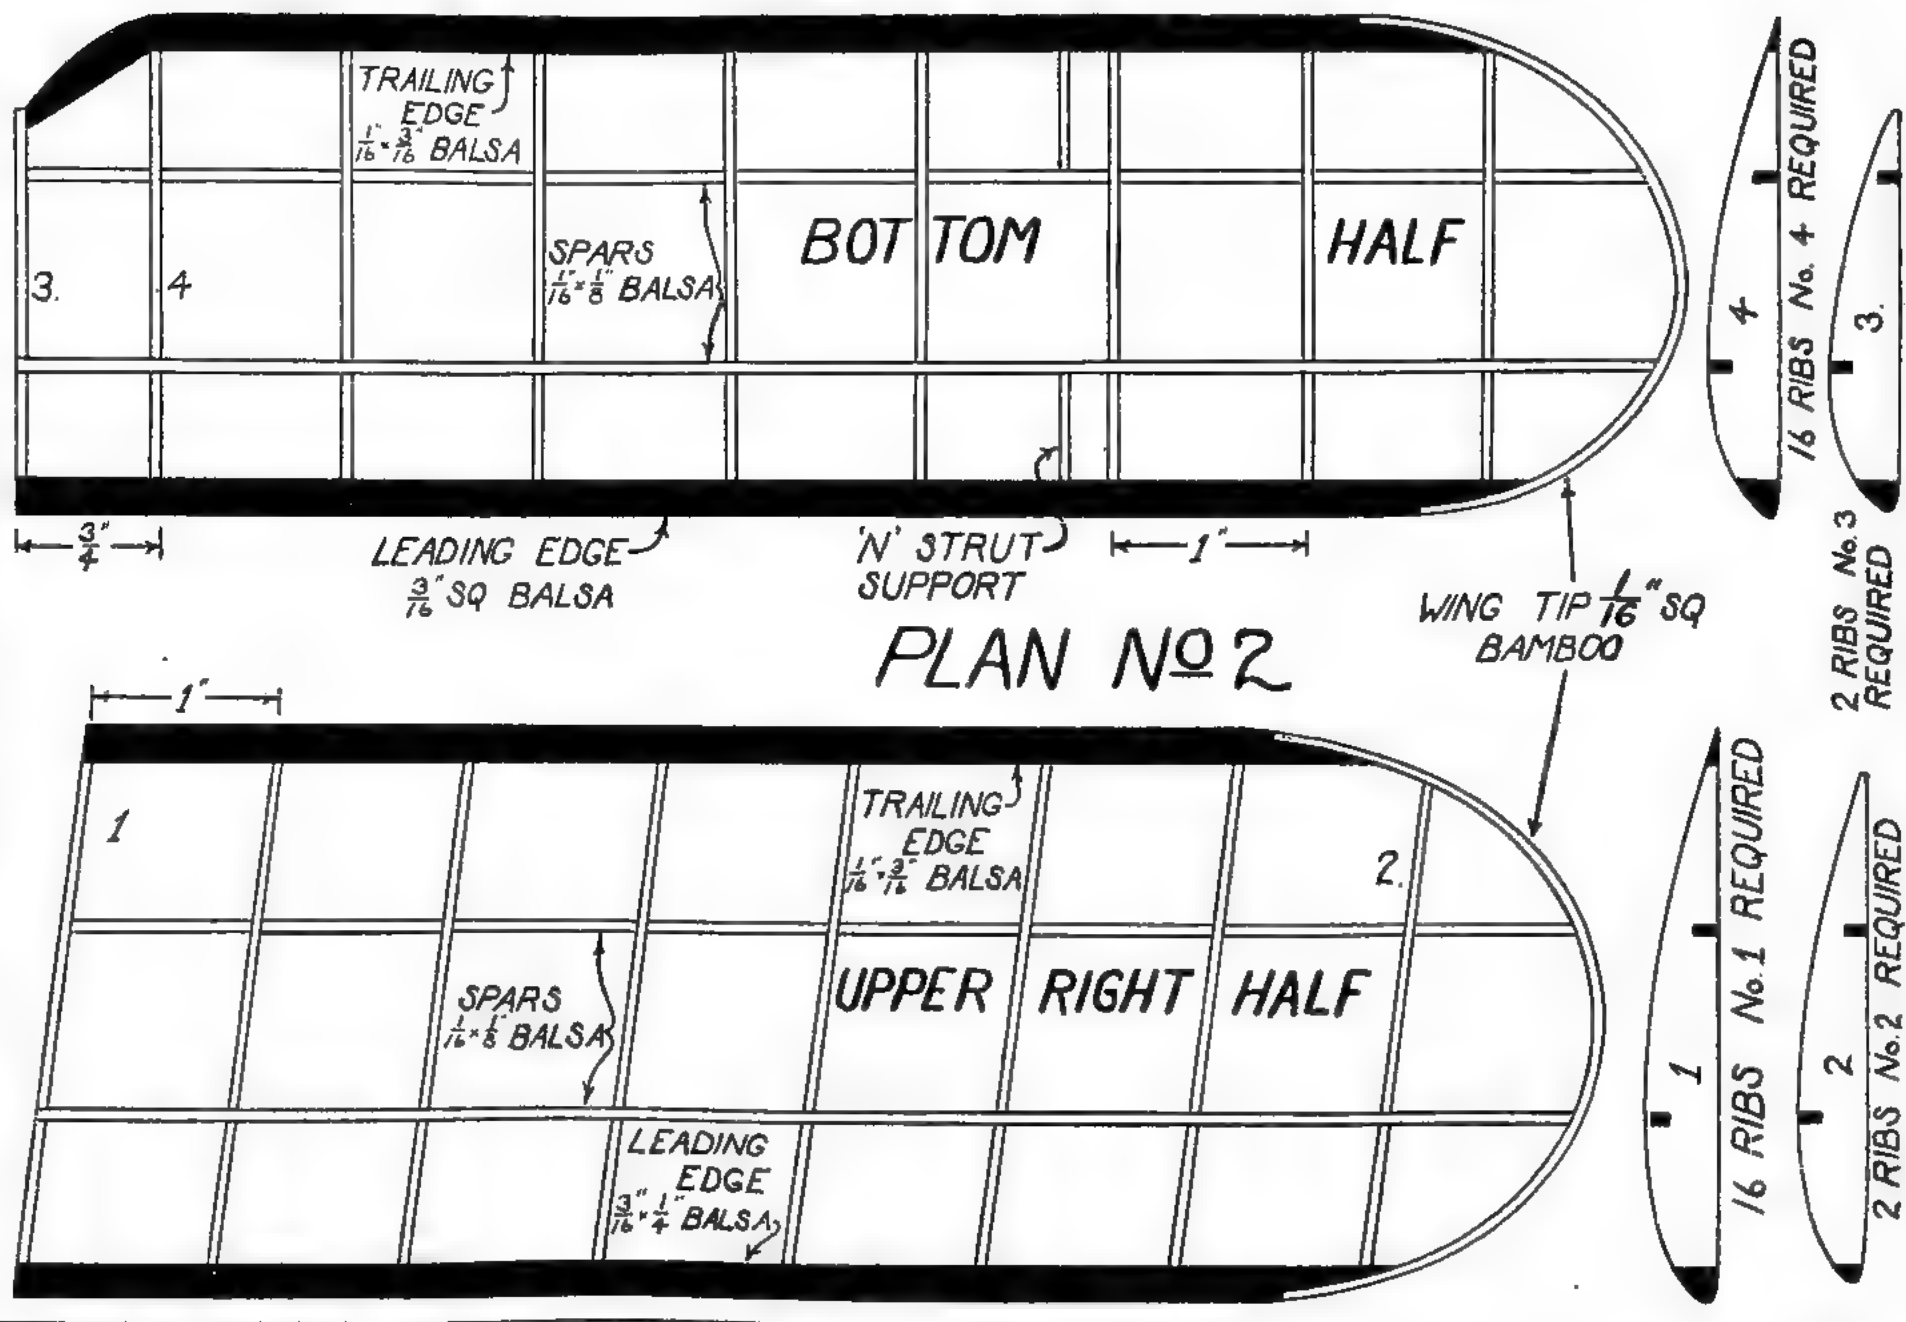 TRAILING
EDGE
1/16" × 3/16" BALSA
SPARS
1/16" × 1/8" BALSA
BOTTOM HALF
3.
4
3/4"
LEADING EDGE
3/16" SQ BALSA
'N' STRUT
SUPPORT
1"
WING TIP 1/16" SQ
BAMBOO
4
16 RIBS No. 4 REQUIRED
3.
2 RIBS No. 3
REQUIRED
PLAN No 2
1"
1
TRAILING
EDGE
1/16" × 3/16" BALSA
2.
SPARS
1/16 × 1/8" BALSA
UPPER RIGHT HALF
LEADING
EDGE
3/16" × 1/4" BALSA
1
16 RIBS No. 1 REQUIRED
2
2 RIBS No. 2 REQUIRED